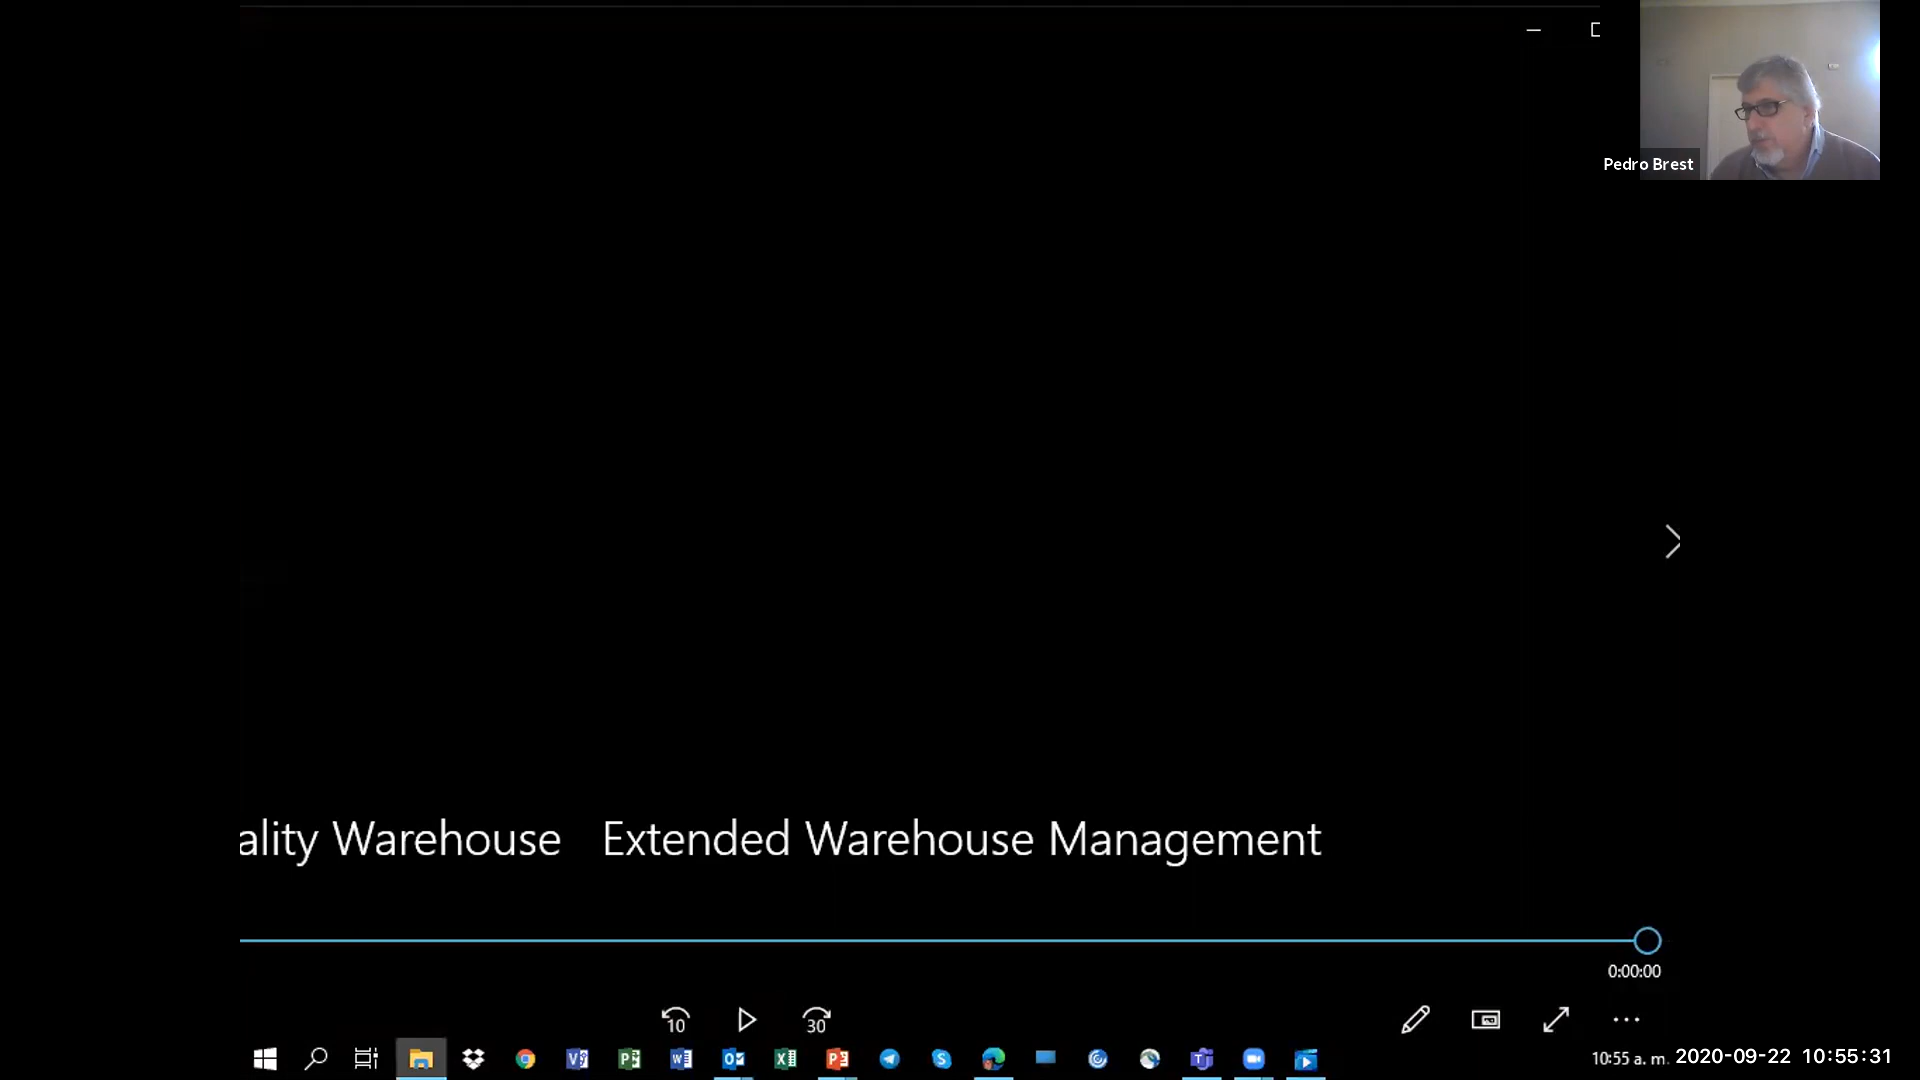 Pedro Brest
ality Warehouse Extended Warehouse Management
0:00:00
10
30
10:55 a. m.
2020-09-22 10:55:31